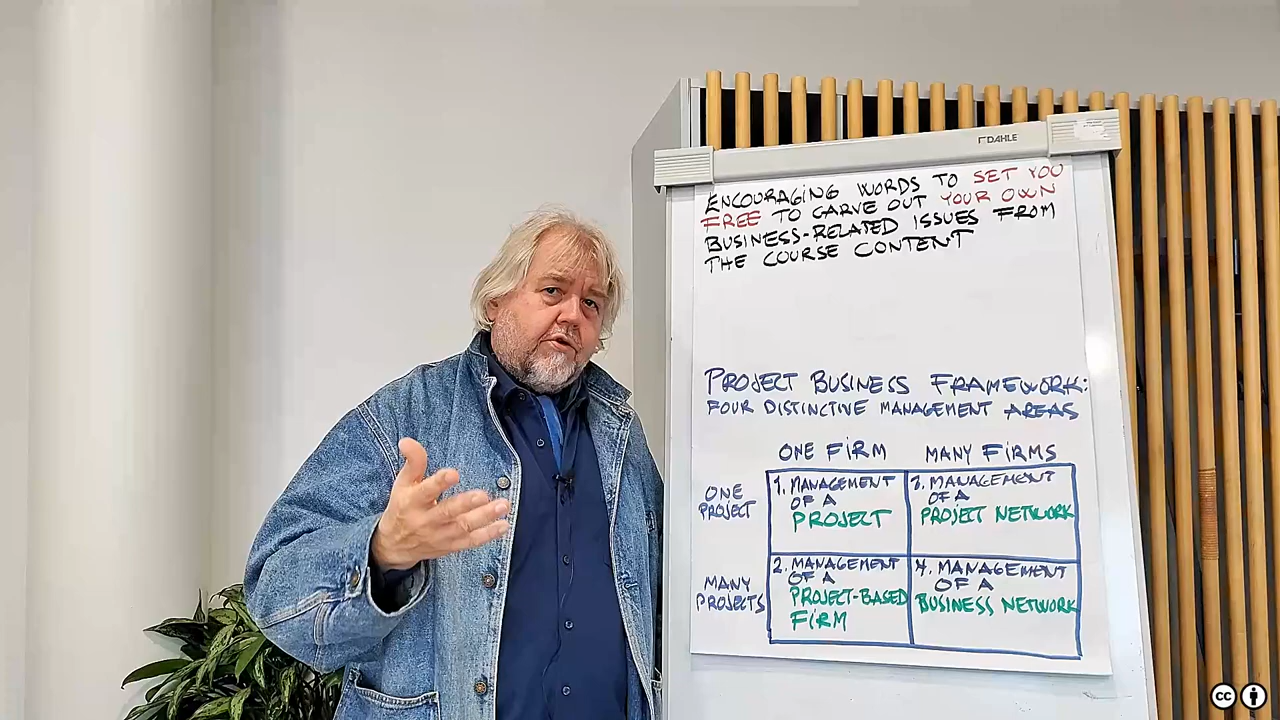 DAHLE
ENCOURAGING WORDS TO SET YOU
FREE TO CARVE OUT YOUR OWN
BUSINESS-RELATED ISSUES FROM
THE COURSE CONTENT
PROJECT BUSINESS FRAMEWORK:
FOUR DISTINCTIVE MANAGEMENT AREAS
ONE FIRM MANY FIRMS
ONE
PROJECT
1. MANAGEMENT
OF A
PROJECT
3. MANAGEMENT
OF A
PROJECT NETWORK
MANY
PROJECTS
2. MANAGEMENT
OF A
PROJECT-BASED
FIRM
4. MANAGEMENT
OF A
BUSINESS NETWORK
cc